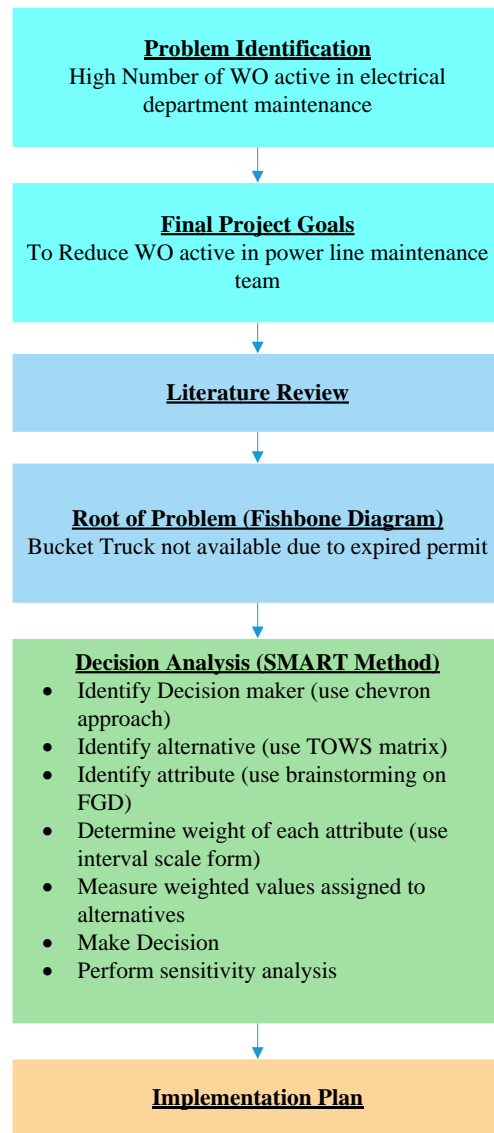 Problem Identification
High Number of WO active in electrical
department maintenance
Final Project Goals
To Reduce WO active in power line maintenance
team
Literature Review
Root of Problem (Fishbone Diagram)
Bucket Truck not available due to expired permit
Decision Analysis (SMART Method)
• Identify Decision maker (use chevron
approach)
• Identify alternative (use TOWS matrix)
• Identify attribute (use brainstorming on
FGD)
• Determine weight of each attribute (use
interval scale form)
• Measure weighted values assigned to
alternatives
• Make Decision
• Perform sensitivity analysis
Implementation Plan